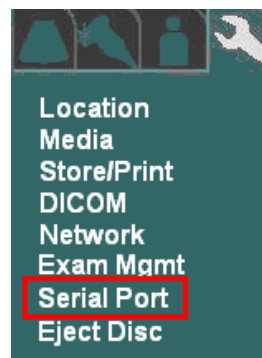 Location
Media
Store/Print
DICOM
Network
Exam Mgmt
Serial Port
Eject Disc